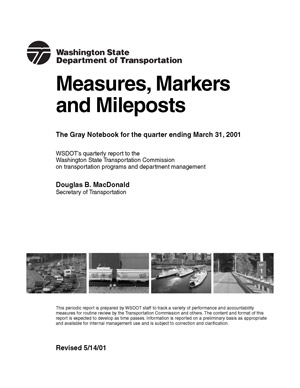 Washington State
Department of Transportation
Measures, Markers
and Mileposts
The Gray Notebook for the quarter ending March 31, 2001
WSDOT's quarterly report to the
Washington State Transportation Commission
on transportation programs and department management
Douglas B. MacDonald
Secretary of Transportation
This periodic report is prepared by WSDOT staff to track a variety of performance and accountability
measures for routine review by the Transportation Commission and others. The content and format of this
report is expected to develop as time passes. Information is reported on a preliminary basis as appropriate
and available for internal management use and is subject to correction and clarification.
Revised 5/14/01